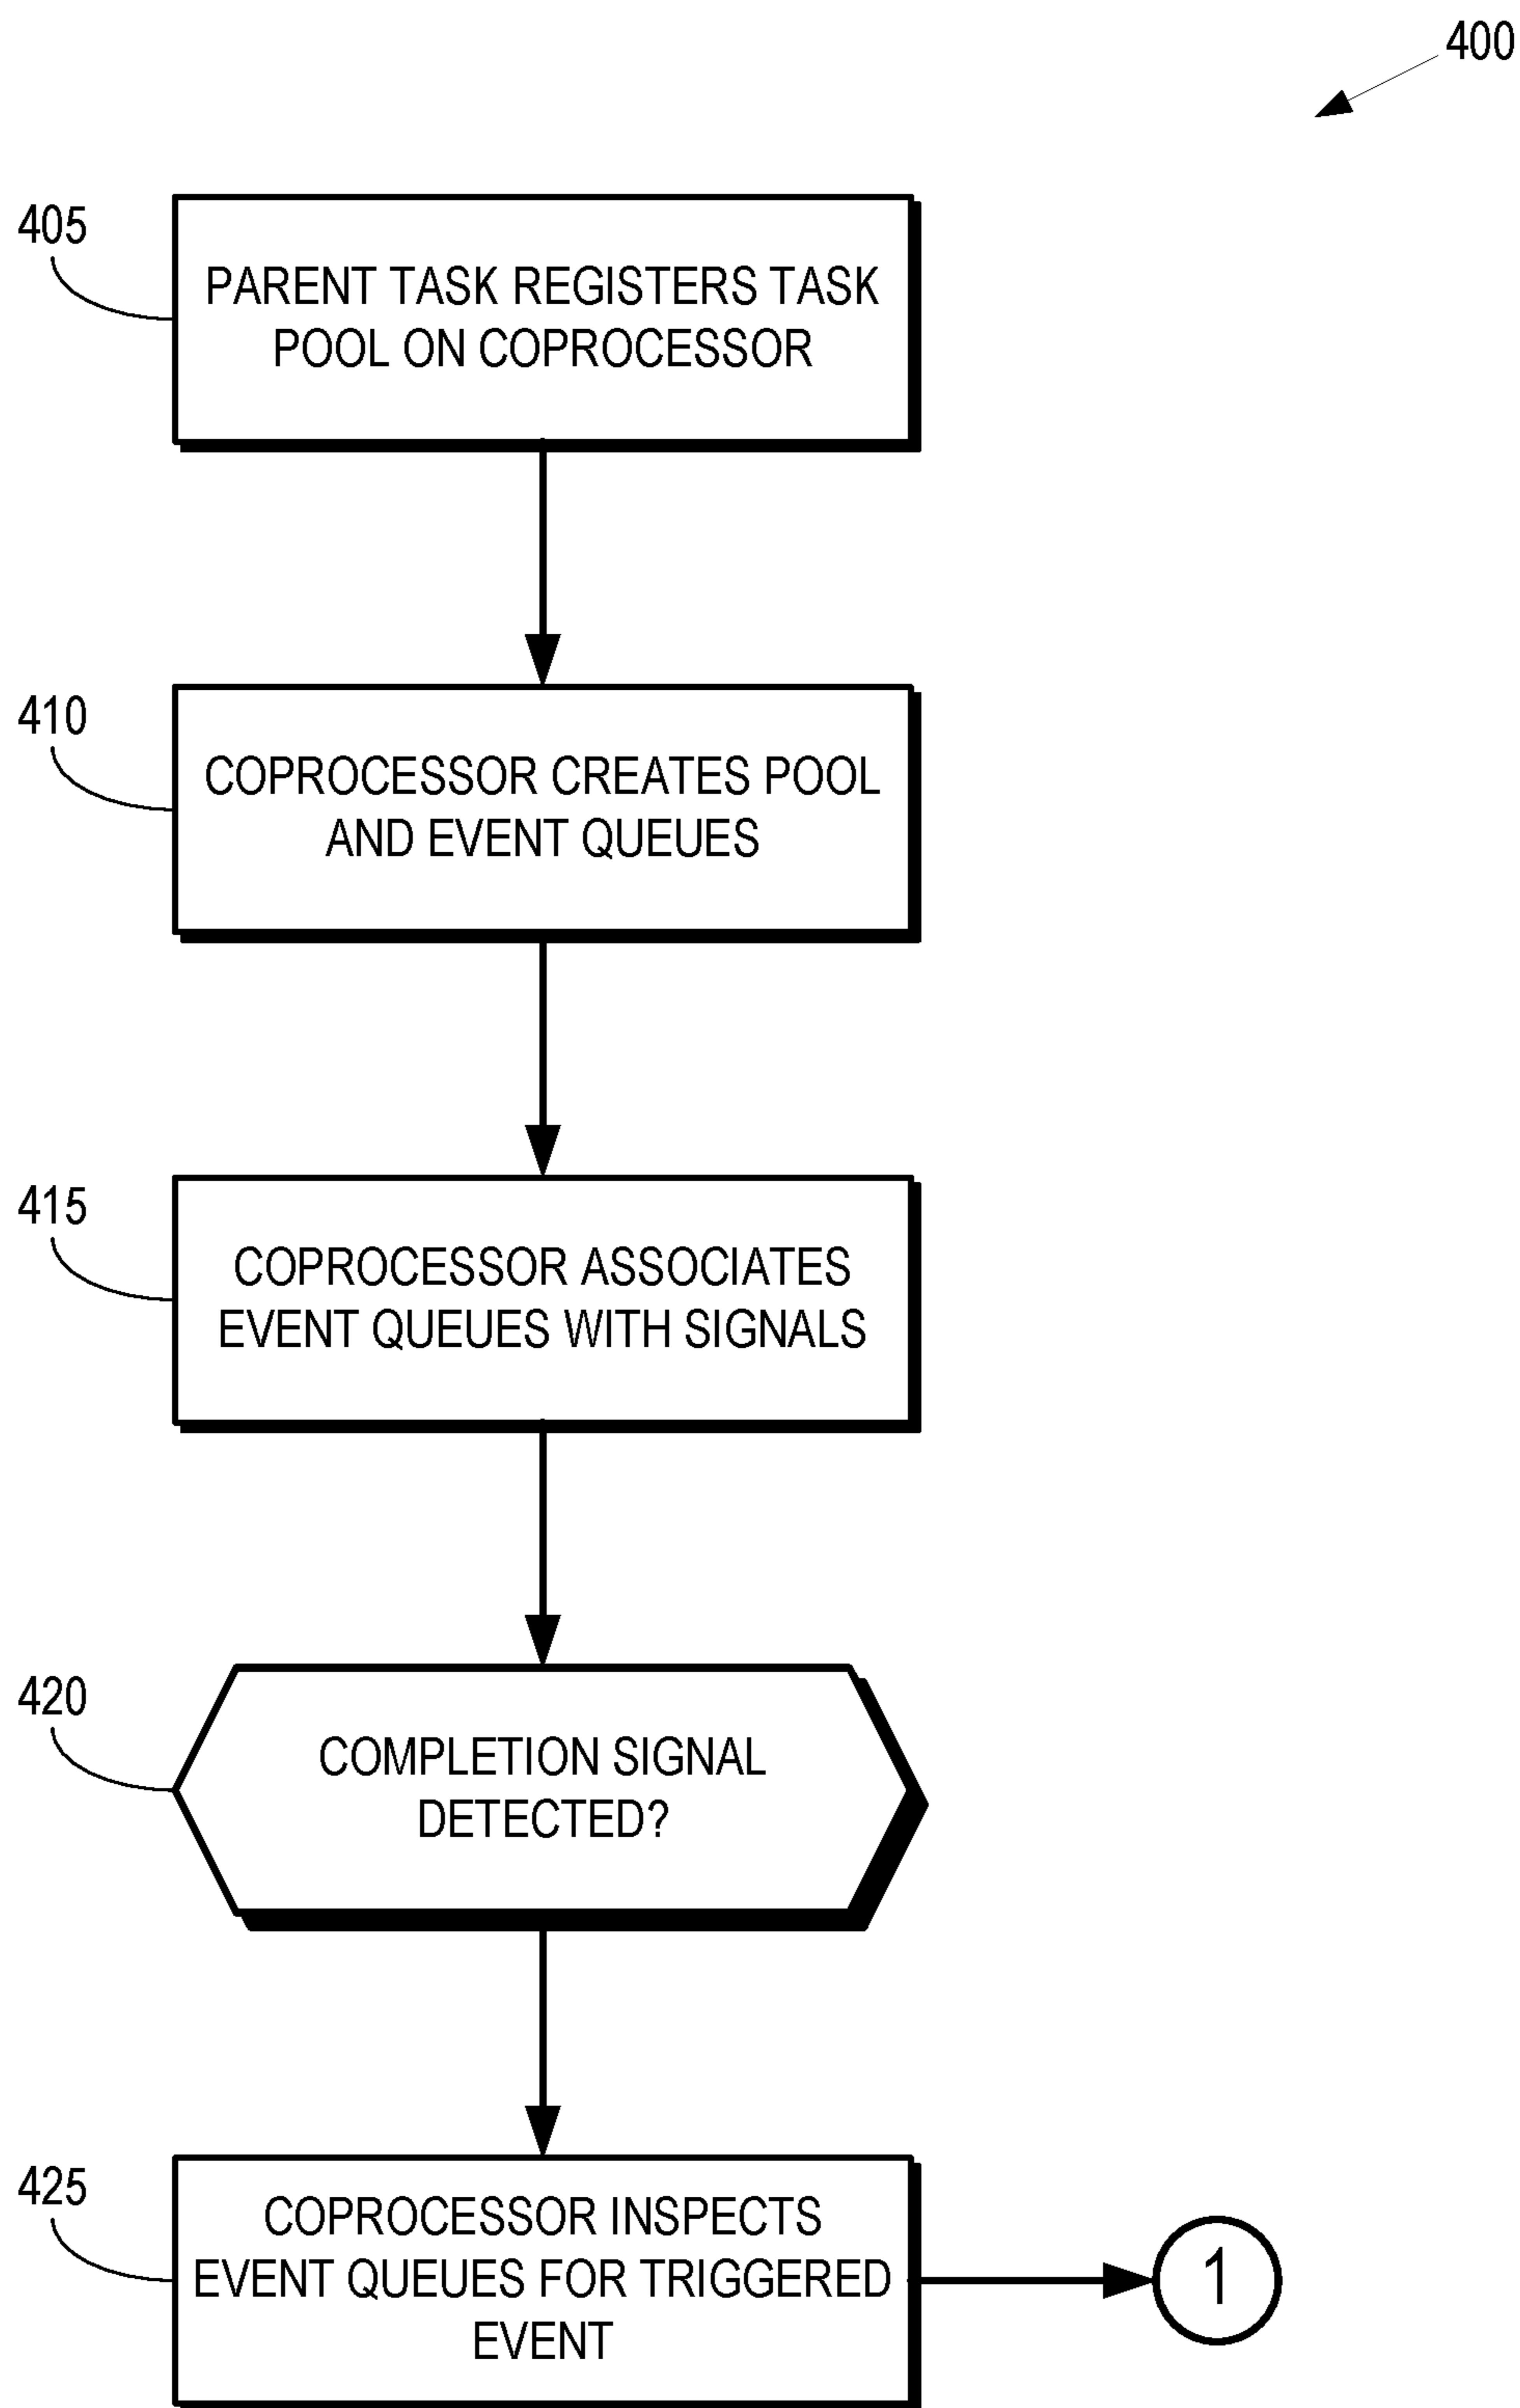 400
405
PARENT TASK REGISTERS TASK
POOL ON COPROCESSOR
410
COPROCESSOR CREATES POOL
AND EVENT QUEUES
415
COPROCESSOR ASSOCIATES
EVENT QUEUES WITH SIGNALS
420
COMPLETION SIGNAL
DETECTED?
425
COPROCESSOR INSPECTS
EVENT QUEUES FOR TRIGGERED
EVENT
1